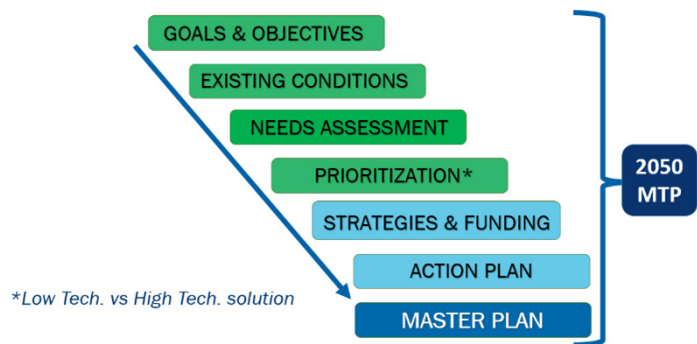 GOALS & OBJECTIVES
EXISTING CONDITIONS
NEEDS ASSESSMENT
PRIORITIZATION*
STRATEGIES & FUNDING
ACTION PLAN
MASTER PLAN
*Low Tech. vs High Tech. solution
2050
MTP